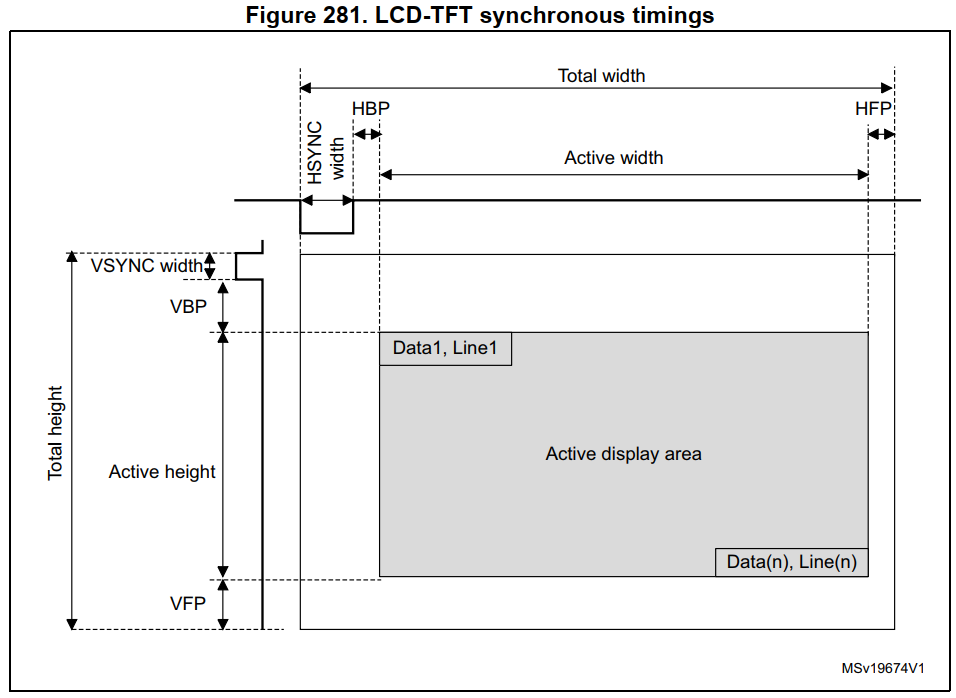 Figure 281. LCD-TFT synchronous timings
Total width
HBP
HFP
HSYNC
width
Active width
VSYNC width
VBP
Data1, Line1
Total height
Active height
Active display area
Data(n), Line(n)
VFP
MSv19674V1